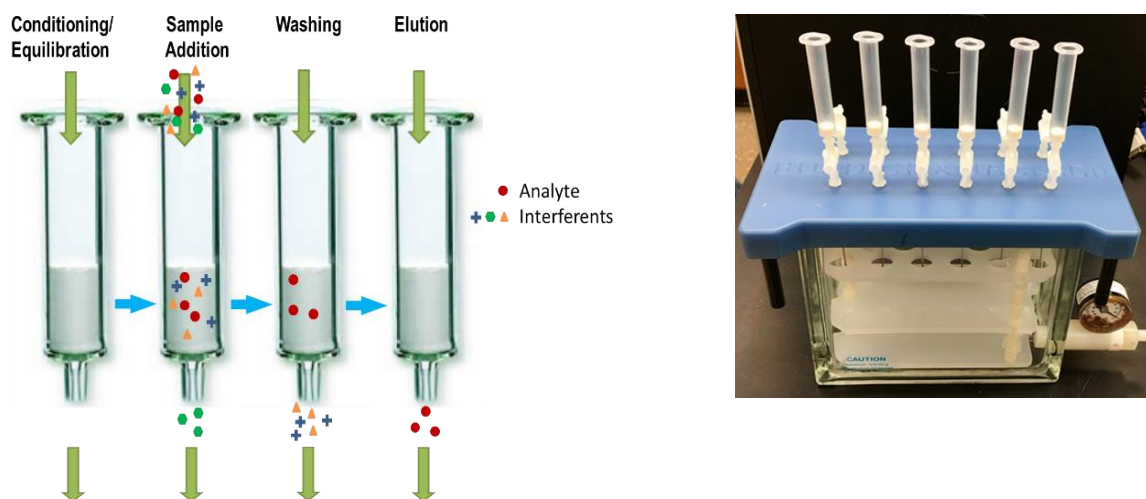 Conditioning/
Equilibration
Sample
Addition
Washing
Elution
Analyte
Interferents
CAUTION